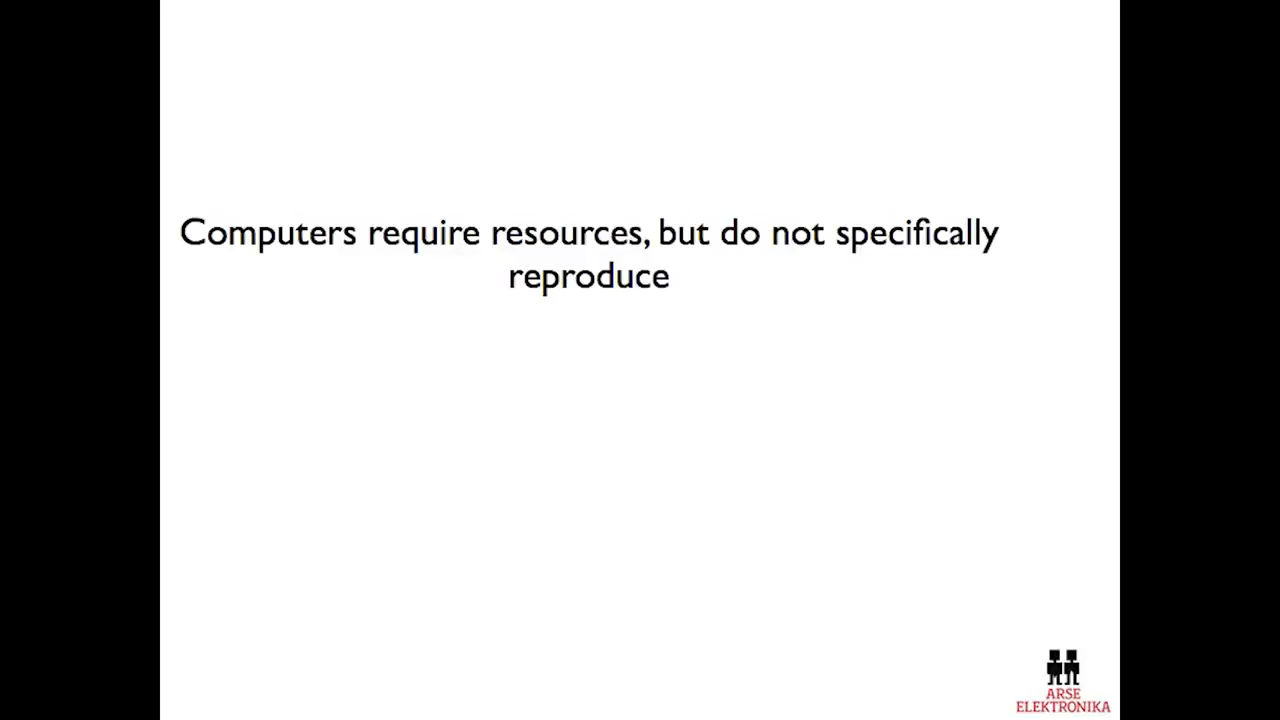 Computers require resources, but do not specifically
reproduce
ARSE
ELEKTRONIKA